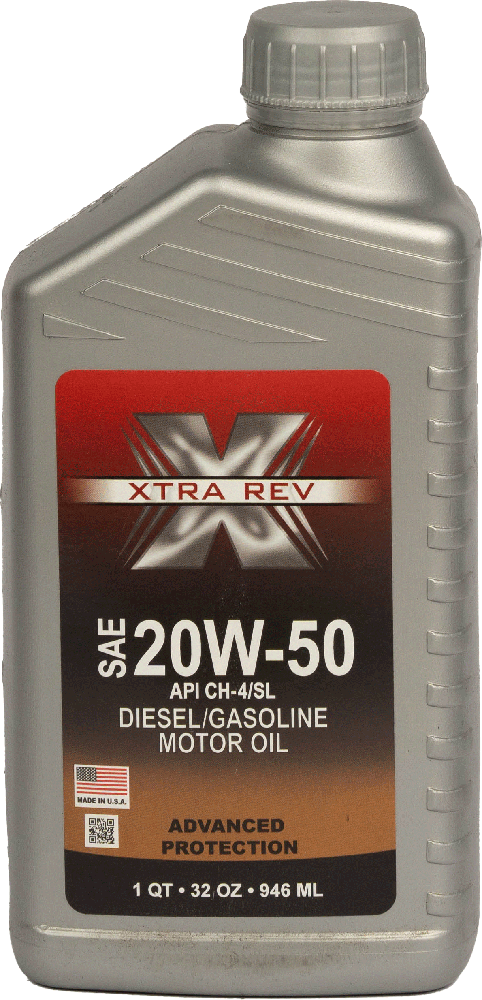 XTRA REV
SAE 20W-50
API CH-4/SL
DIESEL/GASOLINE
MOTOR OIL
MADE IN U.S.A.
ADVANCED
PROTECTION
1 QT • 32 OZ • 946 ML